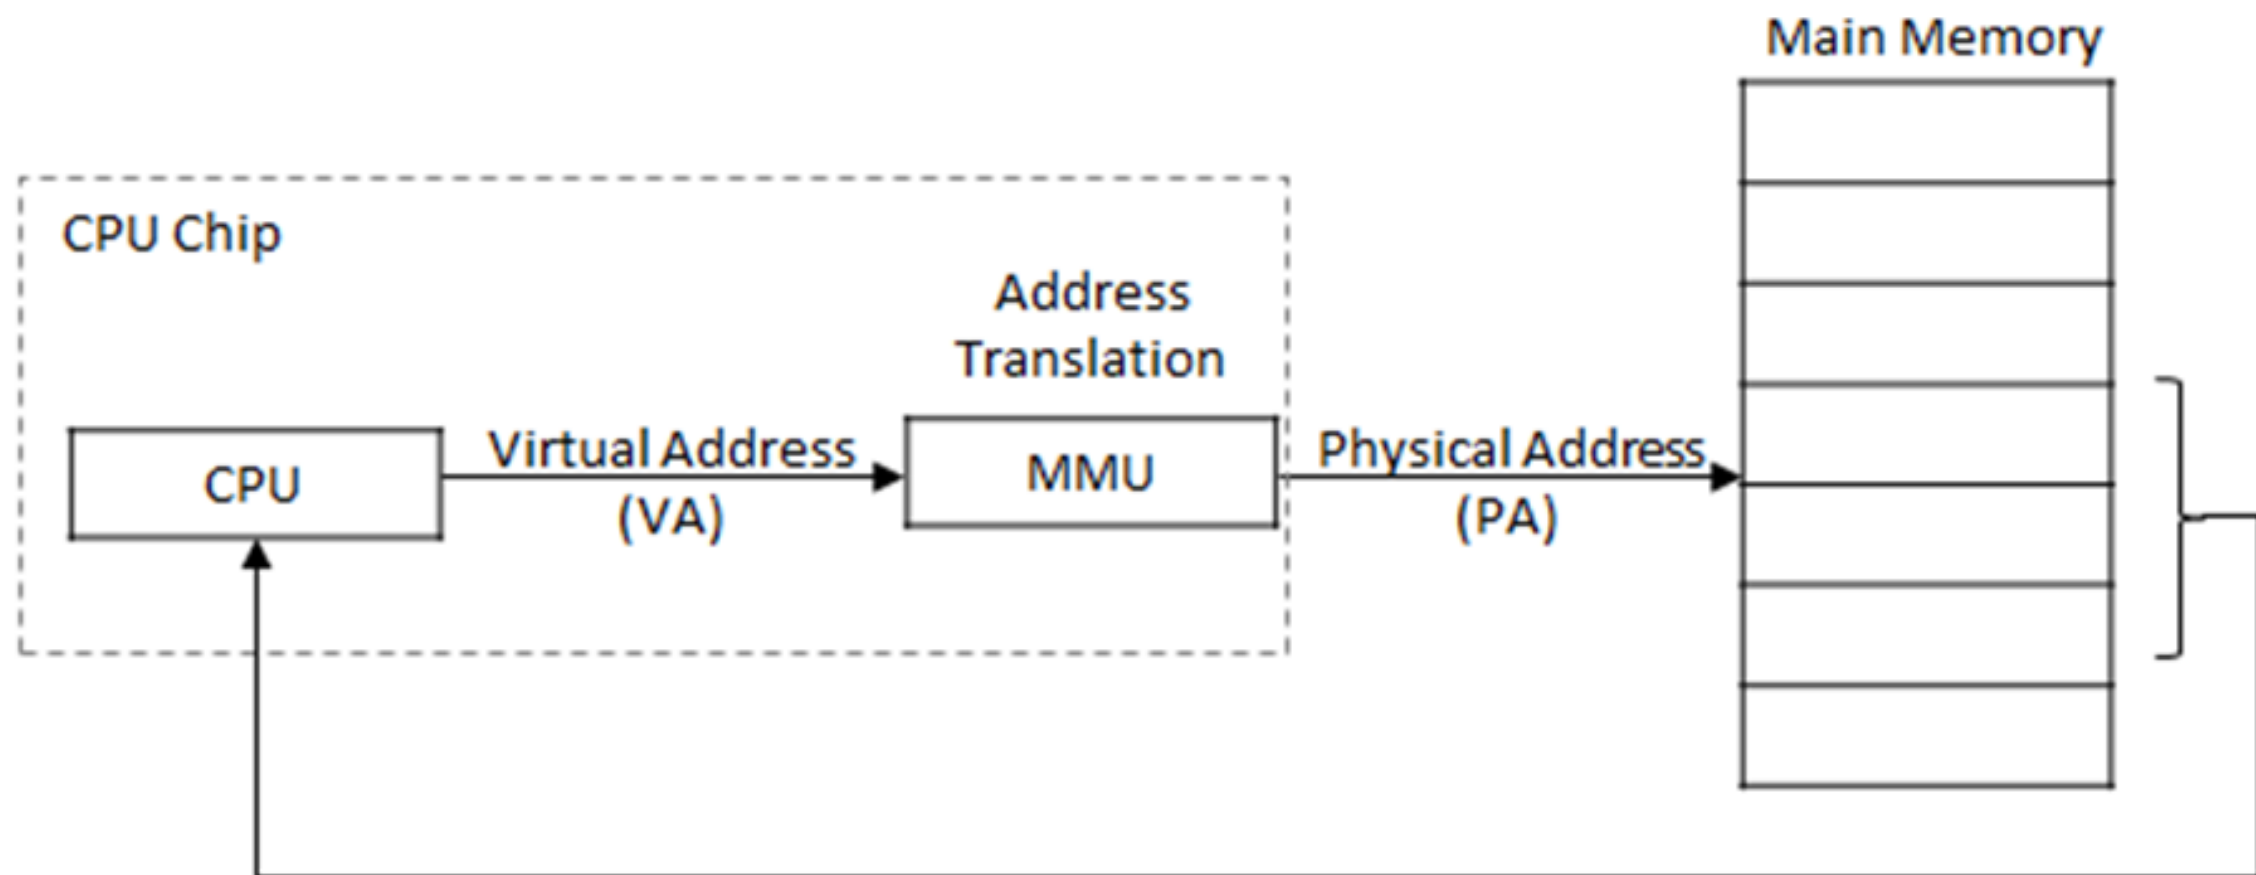 Main Memory
CPU Chip
Address
Translation
CPU
Virtual Address
(VA)
MMU
Physical Address
(PA)